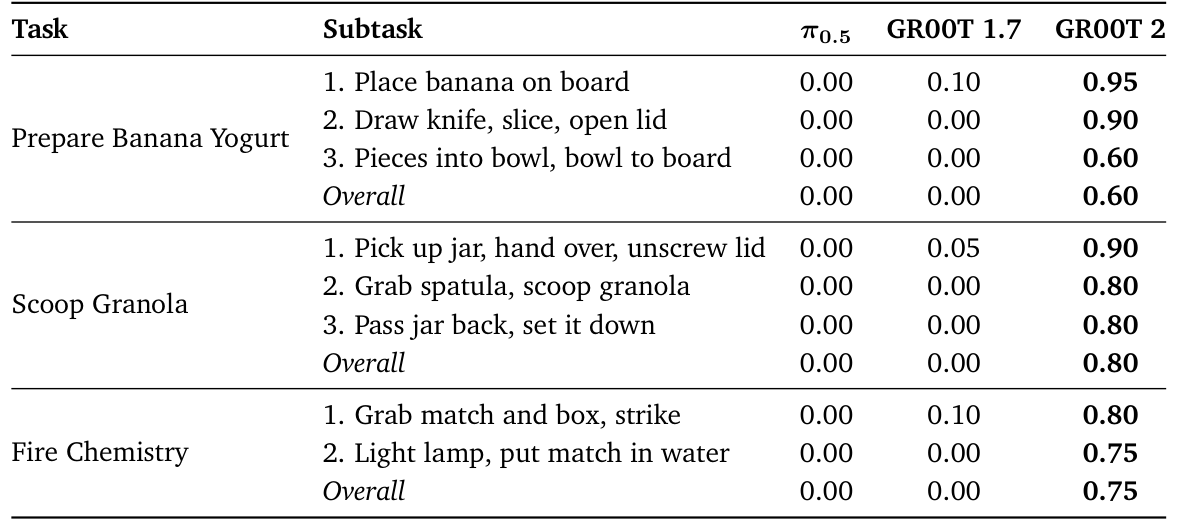 Task Subtask π0.5 GR00T 1.7 GR00T 2
Prepare Banana Yogurt
1. Place banana on board 0.00 0.10 0.95
2. Draw knife, slice, open lid 0.00 0.00 0.90
3. Pieces into bowl, bowl to board 0.00 0.00 0.60
Overall 0.00 0.00 0.60
Scoop Granola
1. Pick up jar, hand over, unscrew lid 0.00 0.05 0.90
2. Grab spatula, scoop granola 0.00 0.00 0.80
3. Pass jar back, set it down 0.00 0.00 0.80
Overall 0.00 0.00 0.80
Fire Chemistry
1. Grab match and box, strike 0.00 0.10 0.80
2. Light lamp, put match in water 0.00 0.00 0.75
Overall 0.00 0.00 0.75